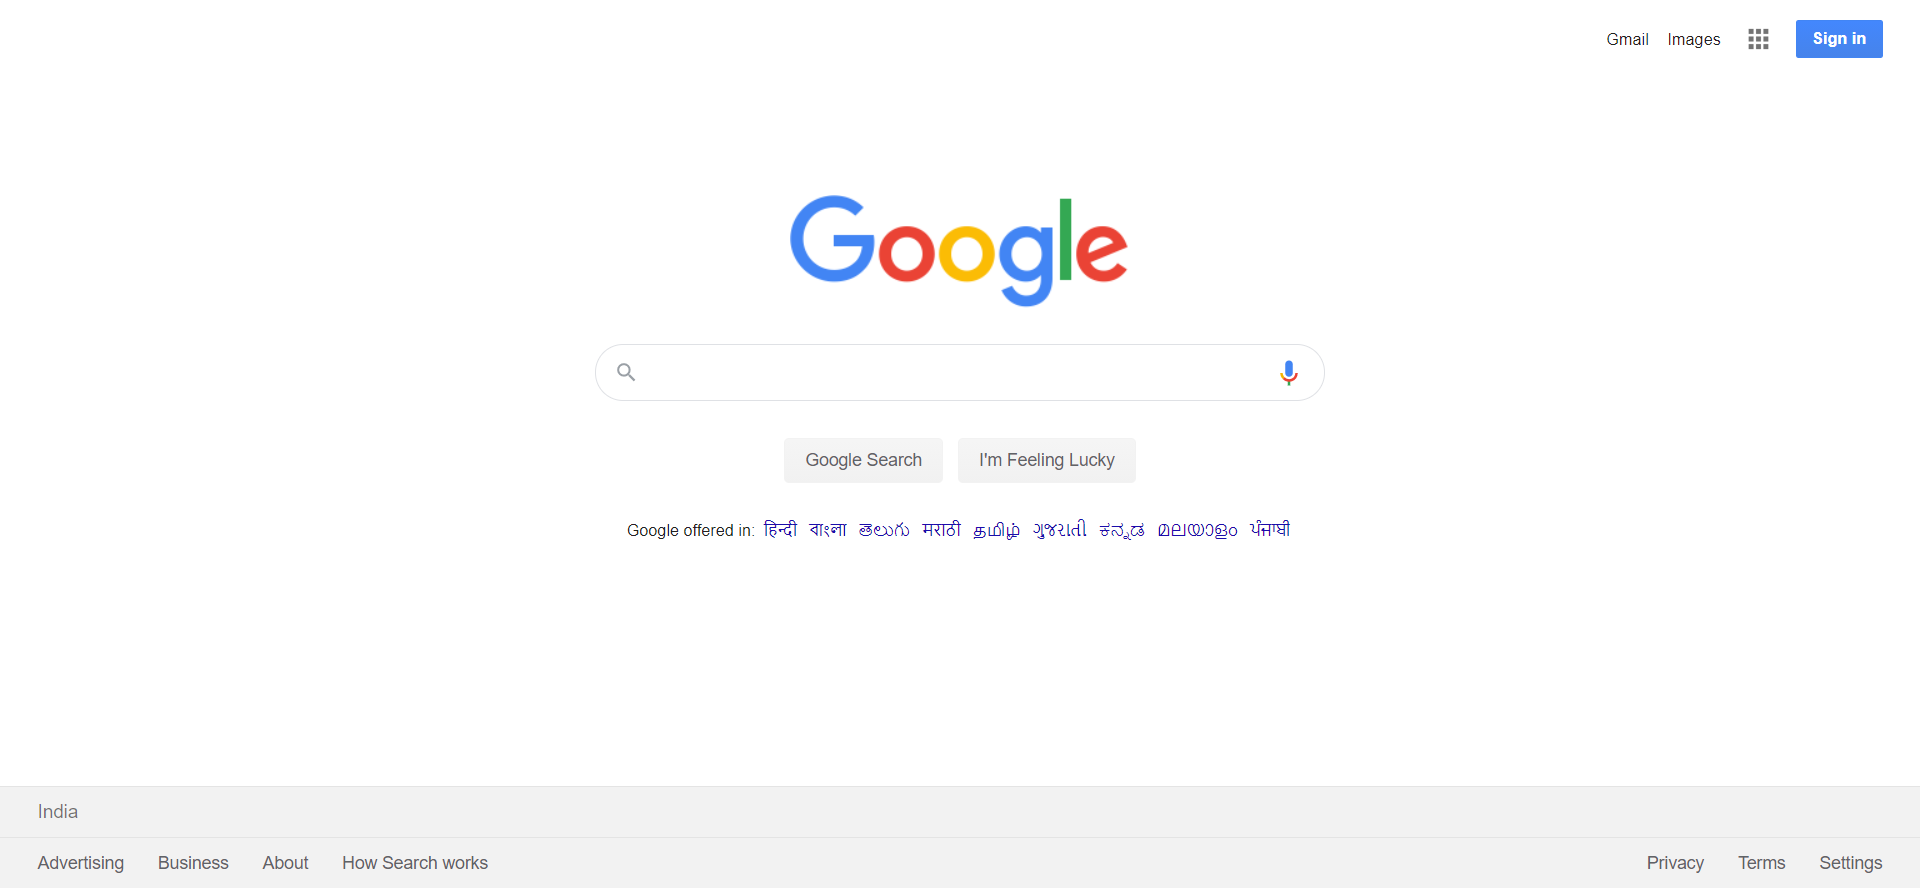 Gmail Images Sign in
Google
Google Search I'm Feeling Lucky
Google offered in: हिन्दी বাংলা తెలుగు मराठी தமிழ் ગુજરાતી ಕನ್ನಡ മലയാളം ਪੰਜਾਬੀ
India
Advertising Business About How Search works Privacy Terms Settings